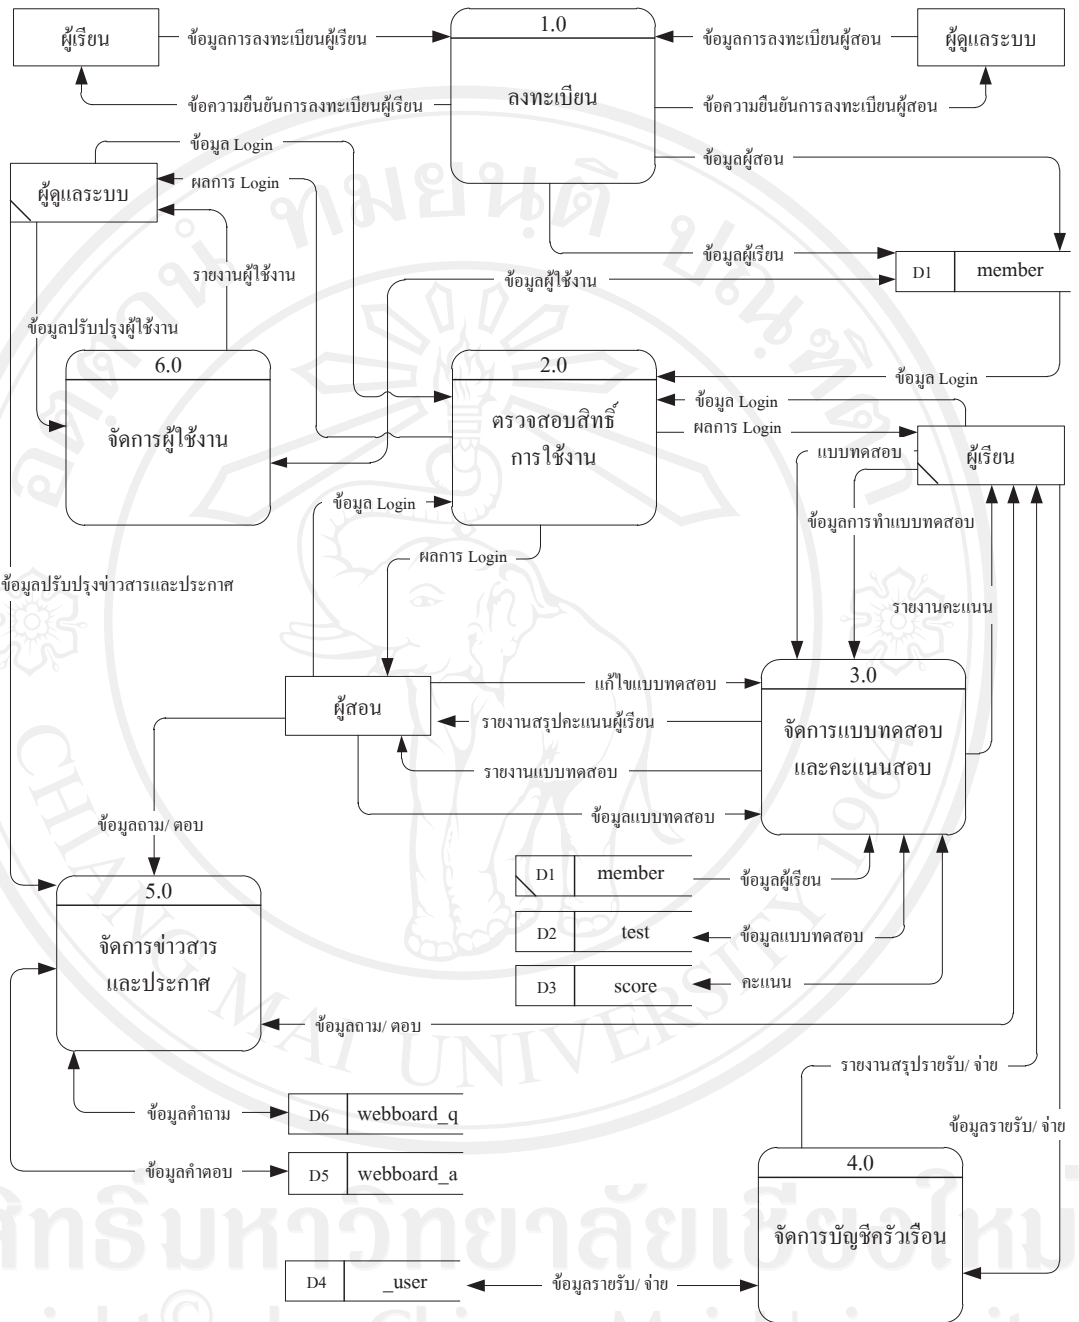 ผู้เรียน
ข้อมูลการลงทะเบียนผู้เรียน
1.0
ข้อมูลการลงทะเบียนผู้สอน
ผู้ดูแลระบบ
ลงทะเบียน
ข้อความยืนยันการลงทะเบียนผู้เรียน
ข้อความยืนยันการลงทะเบียนผู้สอน
ข้อมูล Login
ข้อมูลผู้สอน
ผู้ดูแลระบบ
ผลการ Login
ข้อมูลผู้เรียน
D1
member
รายงานผู้ใช้งาน
ข้อมูลผู้ใช้งาน
ข้อมูลปรับปรุงผู้ใช้งาน
6.0
จัดการผู้ใช้งาน
2.0
ตรวจสอบสิทธิ์
การใช้งาน
ข้อมูล Login
ข้อมูล Login
ผลการ Login
แบบทดสอบ
ผู้เรียน
ข้อมูล Login
ข้อมูลการทำแบบทดสอบ
ผลการ Login
ข้อมูลปรับปรุงข่าวสารและประกาศ
รายงานคะแนน
ผู้สอน
แก้ไขแบบทดสอบ
3.0
รายงานสรุปคะแนนผู้เรียน
จัดการแบบทดสอบ
และคะแนนสอบ
รายงานแบบทดสอบ
ข้อมูลแบบทดสอบ
ข้อมูลถาม/ ตอบ
D1
member
ข้อมูลผู้เรียน
5.0
จัดการข่าวสาร
และประกาศ
D2
test
ข้อมูลแบบทดสอบ
D3
score
คะแนน
ข้อมูลถาม/ ตอบ
รายงานสรุปรายรับ/ จ่าย
ข้อมูลคำถาม
D6
webboard_q
ข้อมูลรายรับ/ จ่าย
ข้อมูลคำตอบ
D5
webboard_a
4.0
จัดการบัญชีครัวเรือน
D4
_user
ข้อมูลรายรับ/ จ่าย
CHIANG MAI UNIVERSITY 1964
สิทธิ์มหาวิทยาลัยเชียงใหม่